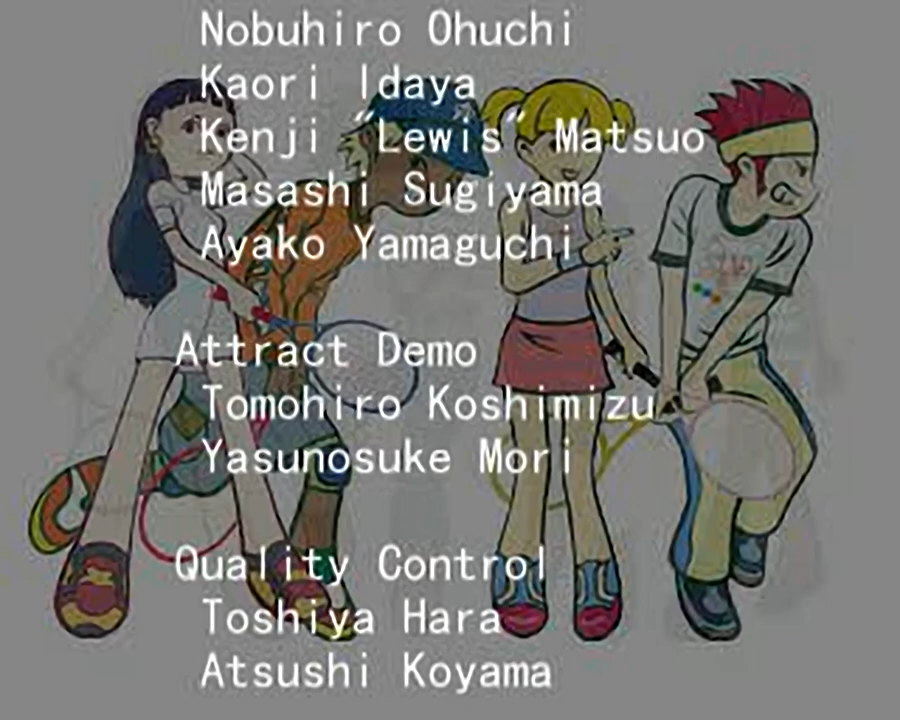 Nobuhiro Ohuchi
Kaori Idaya
Kenji "Lewis" Matsuo
Masashi Sugiyama
Ayako Yamaguchi
Attract Demo
Tomohiro Koshimizu
Yasunosuke Mori
Quality Control
Toshiya Hara
Atsushi Koyama